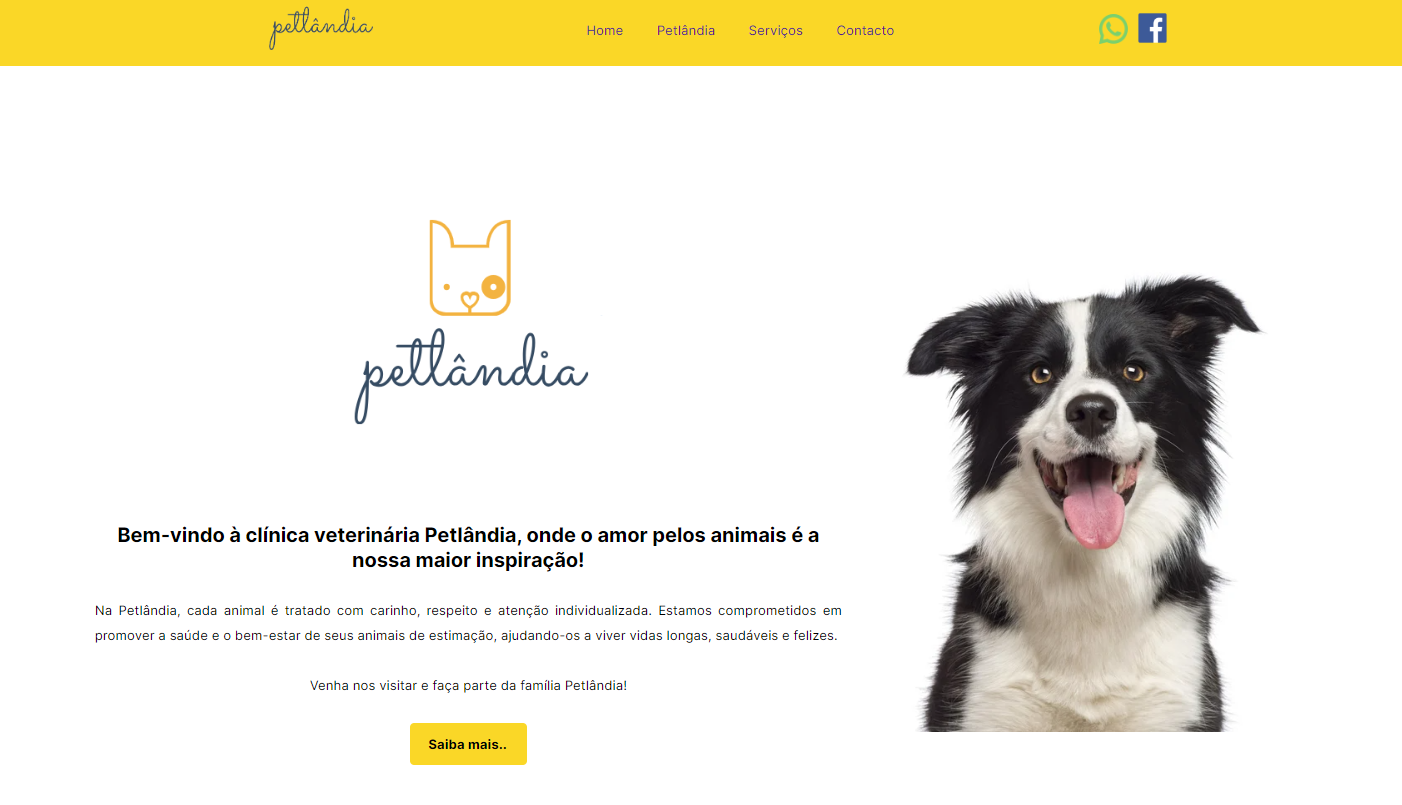 petlândia
Home
Petlândia
Serviços
Contacto
petlândia
Bem-vindo à clínica veterinária Petlândia, onde o amor pelos animais é a
nossa maior inspiração!
Na Petlândia, cada animal é tratado com carinho, respeito e atenção individualizada. Estamos comprometidos em
promover a saúde e o bem-estar de seus animais de estimação, ajudando-os a viver vidas longas, saudáveis e felizes.
Venha nos visitar e faça parte da família Petlândia!
Saiba mais..